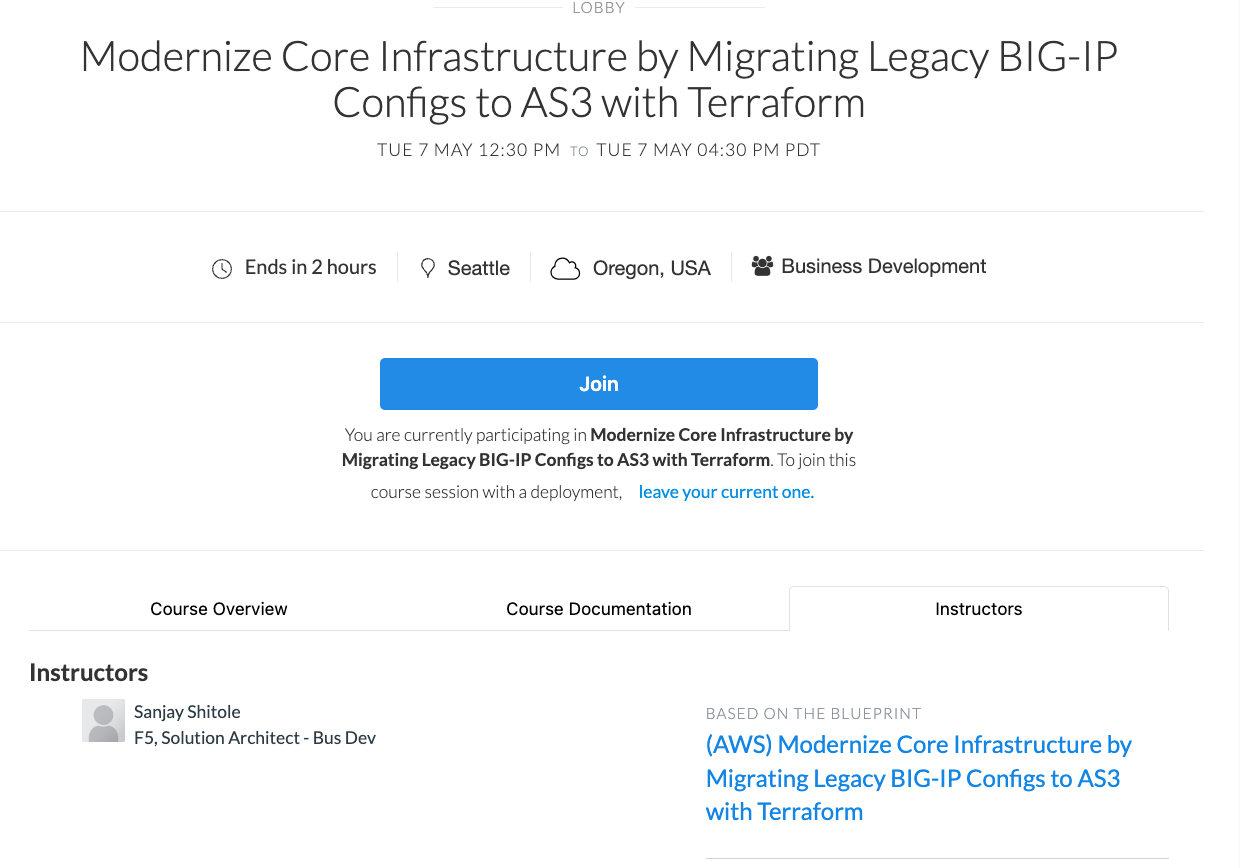 LOBBY
Modernize Core Infrastructure by Migrating Legacy BIG-IP
Configs to AS3 with Terraform
TUE 7 MAY 12:30 PM TO TUE 7 MAY 04:30 PM PDT
Ends in 2 hours
Seattle
Oregon, USA
Business Development
Join
You are currently participating in Modernize Core Infrastructure by
Migrating Legacy BIG-IP Configs to AS3 with Terraform. To join this
course session with a deployment, leave your current one.
Course Overview
Course Documentation
Instructors
Instructors
Sanjay Shitole
F5, Solution Architect - Bus Dev
BASED ON THE BLUEPRINT
(AWS) Modernize Core Infrastructure by
Migrating Legacy BIG-IP Configs to AS3
with Terraform